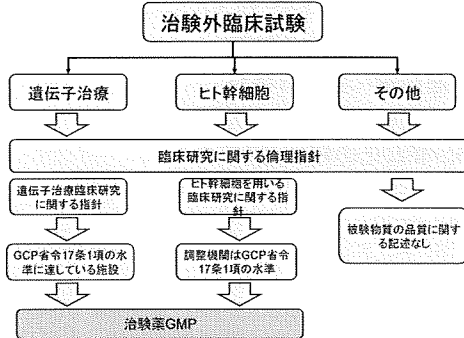 治験外臨床試験
遺伝子治療
ヒト幹細胞
その他
臨床研究に関する倫理指針
遺伝子治療臨床研究
に関する指針
ヒト幹細胞を用いる
臨床研究に関する指
針
被験物質の品質に関す
る記述なし
GCP省令17条1項の水
準に達している施設
調整機関はGCP省令
17条1項の水準
治験薬GMP